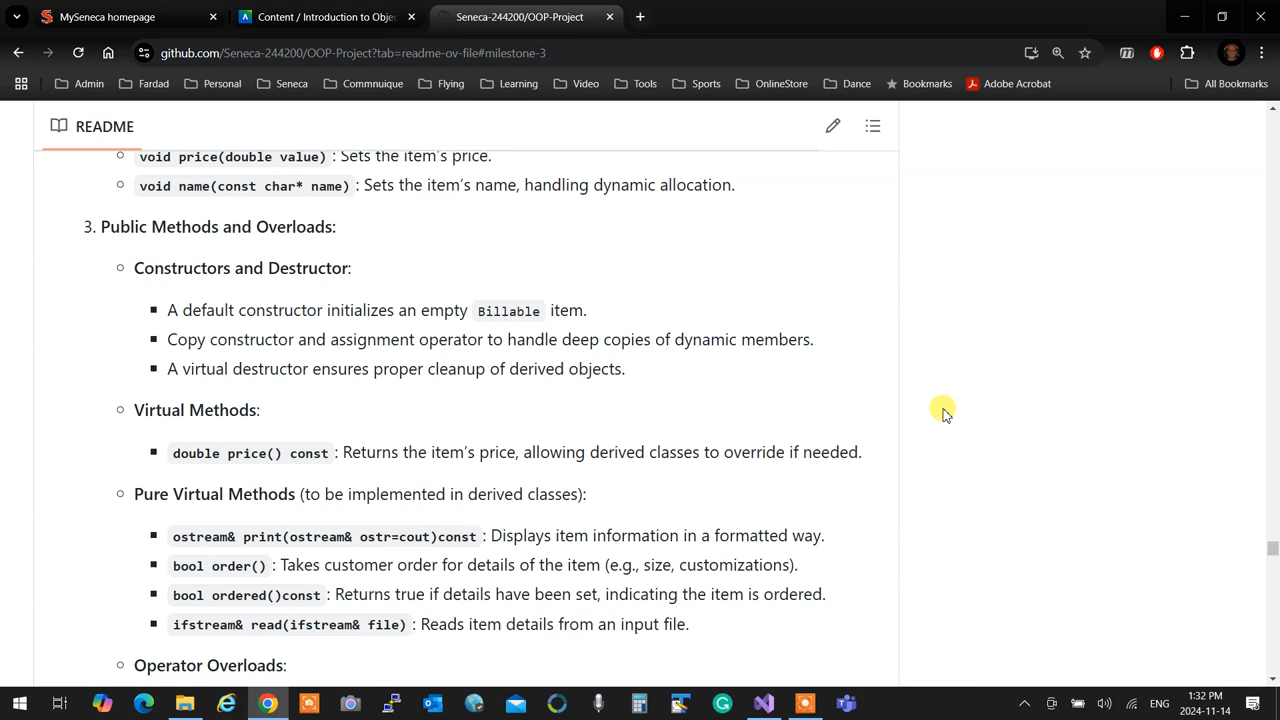 MySeneca homepage
Content / Introduction to Obje
Seneca-244200/OOP-Project
github.com/Seneca-244200/OOP-Project?tab=readme-ov-file#milestone-3
Admin
Fardad
Personal
Seneca
Commnuique
Flying
Learning
Video
Tools
Sports
OnlineStore
Dance
Bookmarks
Adobe Acrobat
All Bookmarks
README
void price(double value) : Sets the item's price.
void name(const char* name) : Sets the item's name, handling dynamic allocation.
3. Public Methods and Overloads:
Constructors and Destructor:
A default constructor initializes an empty Billable item.
Copy constructor and assignment operator to handle deep copies of dynamic members.
A virtual destructor ensures proper cleanup of derived objects.
Virtual Methods:
double price() const : Returns the item's price, allowing derived classes to override if needed.
Pure Virtual Methods (to be implemented in derived classes):
ostream& print(ostream& ostr=cout)const : Displays item information in a formatted way.
bool order() : Takes customer order for details of the item (e.g., size, customizations).
bool ordered()const : Returns true if details have been set, indicating the item is ordered.
ifstream& read(ifstream& file) : Reads item details from an input file.
Operator Overloads:
ENG
1:32 PM
2024-11-14